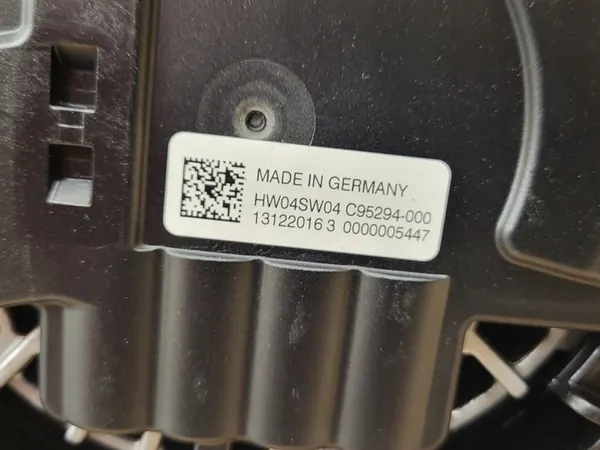 MADE IN GERMANY
HW04SW04 C95294-000
13122016 3 0000005447